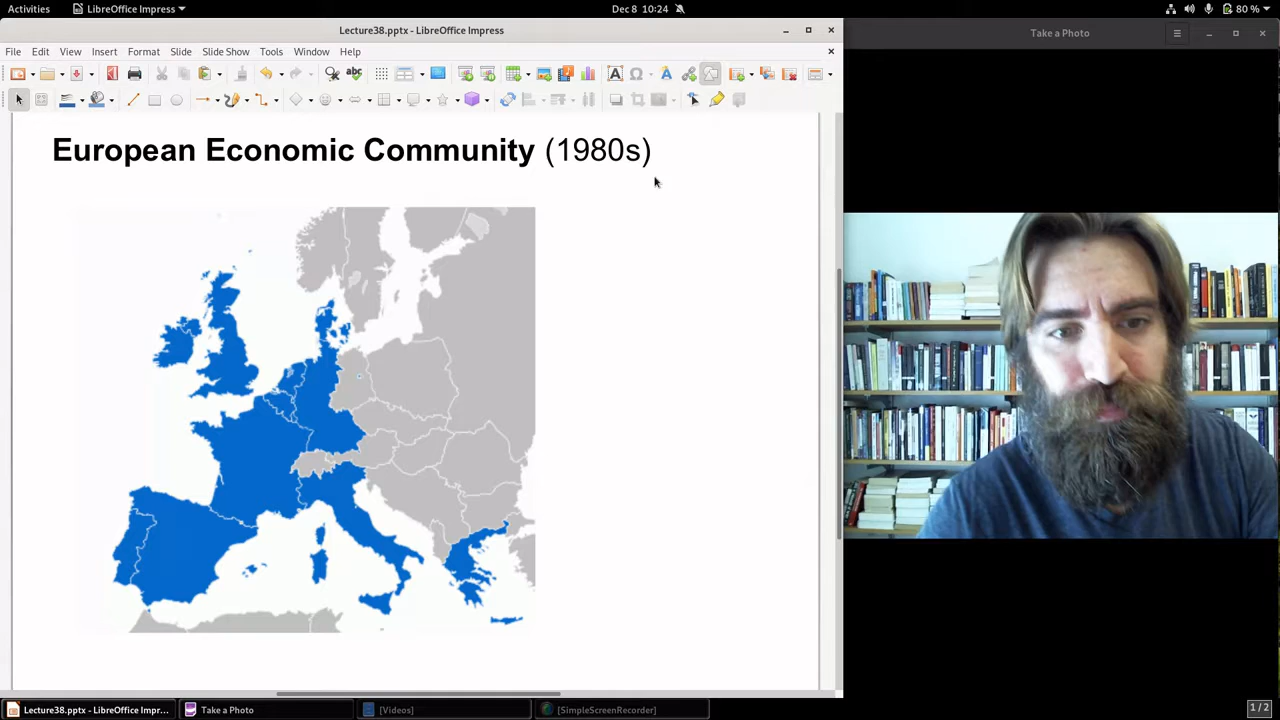 Activities
LibreOffice Impress
Dec 8 10:24
80 %
Lecture38.pptx - LibreOffice Impress
Take a Photo
File Edit View Insert Format Slide Slide Show Tools Window Help
European Economic Community (1980s)
Lecture38.pptx - LibreOffice Impr...
Take a Photo
[Videos]
[SimpleScreenRecorder]
1 / 2